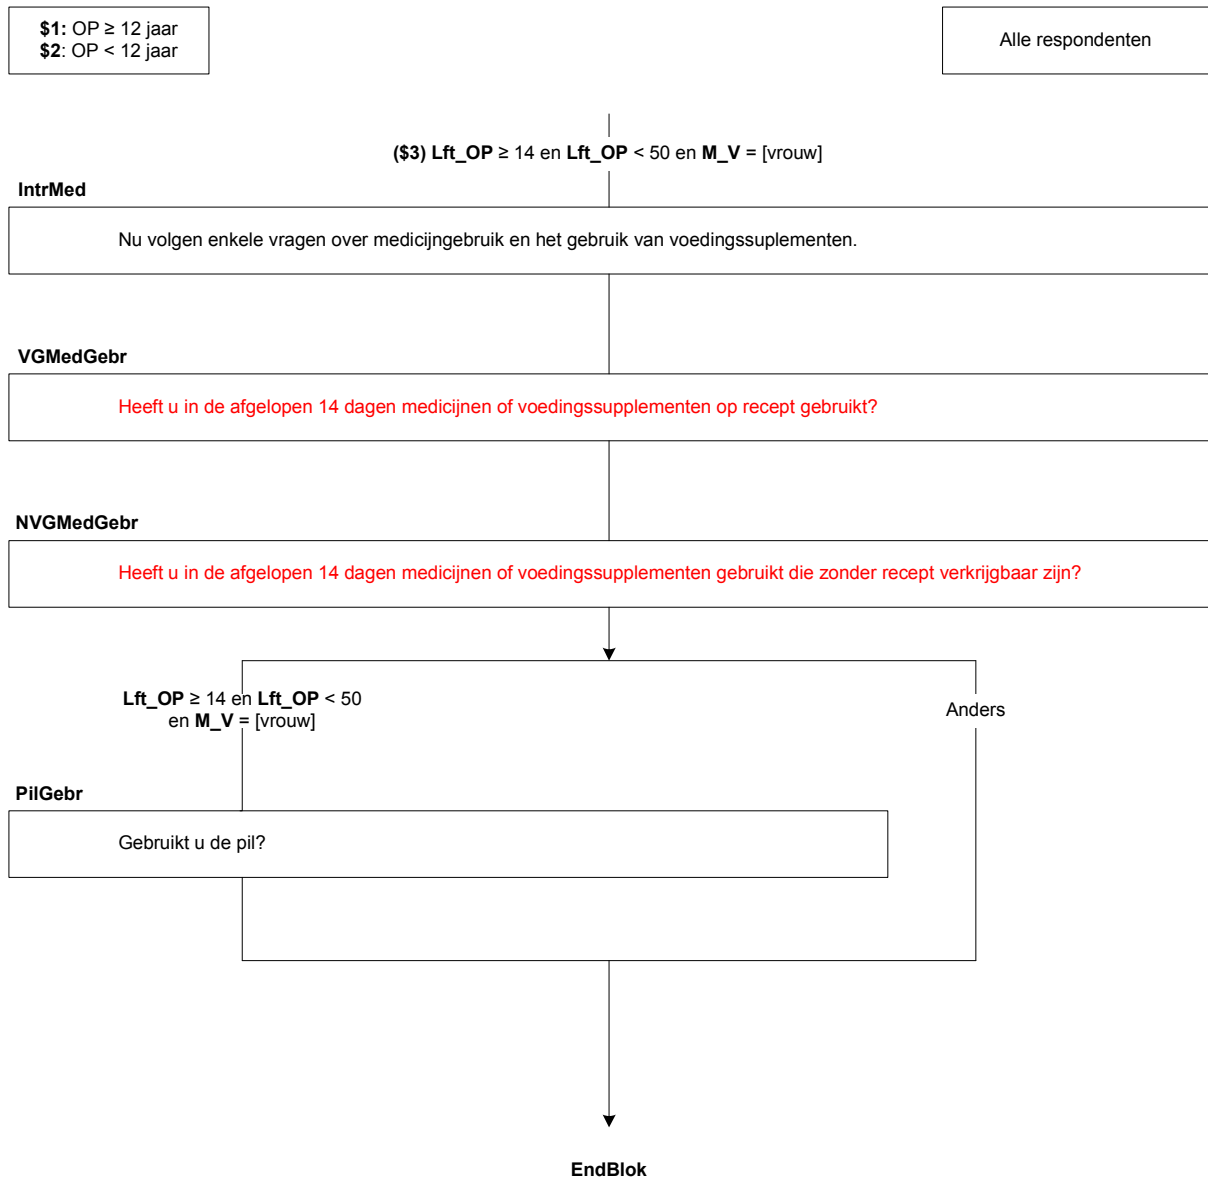 $1: OP ≥ 12 jaar
$2: OP < 12 jaar
Alle respondenten
($3) Lft_OP ≥ 14 en Lft_OP < 50 en M_V = [vrouw]
IntrMed
Nu volgen enkele vragen over medicijngebruik en het gebruik van voedingssuplementen.
VGMedGebr
Heeft u in de afgelopen 14 dagen medicijnen of voedingssupplementen op recept gebruikt?
NVGMedGebr
Heeft u in de afgelopen 14 dagen medicijnen of voedingssupplementen gebruikt die zonder recept verkrijgbaar zijn?
Lft_OP ≥ 14 en Lft_OP < 50
en M_V = [vrouw]
Anders
PilGebr
Gebruikt u de pil?
EndBlok